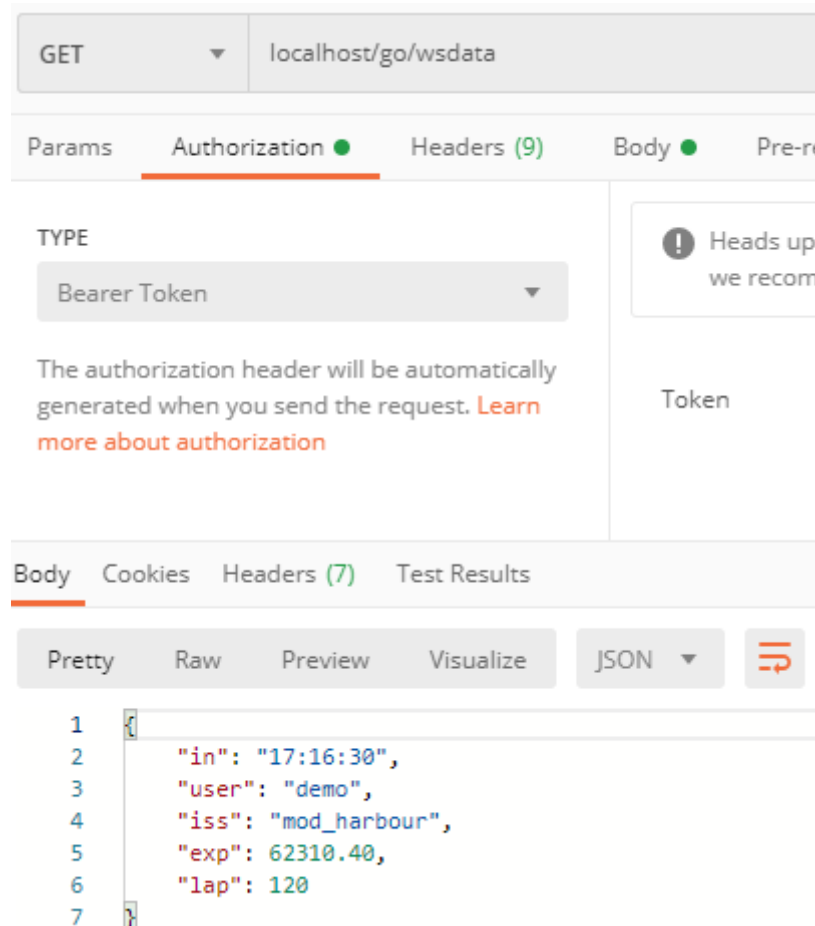 GET localhost/go/wsdata
Params Authorization Headers (9) Body Pre-r
TYPE
Bearer Token
The authorization header will be automatically
generated when you send the request. Learn
more about authorization
Heads up
we recom
Token
Body Cookies Headers (7) Test Results
Pretty Raw Preview Visualize JSON
1 {
2 "in": "17:16:30",
3 "user": "demo",
4 "iss": "mod_harbour",
5 "exp": 62310.40,
6 "lap": 120
7 }